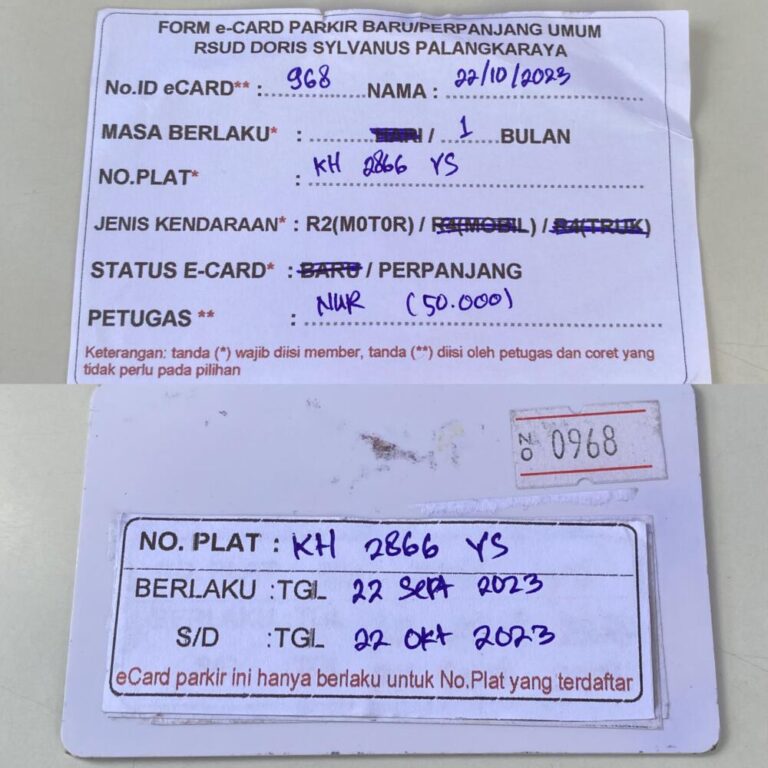 FORM e-CARD PARKIR BARU/PERPANJANG UMUM
RSUD DORIS SYLVANUS PALANGKARAYA
No.ID eCARD** : 968 NAMA : 22/10/2023
MASA BERLAKU* : HARI / 1 BULAN
NO.PLAT* : KH 2866 YS
JENIS KENDARAAN* : R2(MOTOR) / R4(MOBIL) / R4(TRUK)
STATUS E-CARD* : BARU / PERPANJANG
PETUGAS ** : NUR (50.000)
Keterangan: tanda (*) wajib diisi member, tanda (**) diisi oleh petugas dan coret yang
tidak perlu pada pilihan
NO 0968
NO. PLAT : KH 2866 YS
BERLAKU : TGL 22 Sept 2023
S/D : TGL 22 Okt 2023
eCard parkir ini hanya berlaku untuk No.Plat yang terdaftar